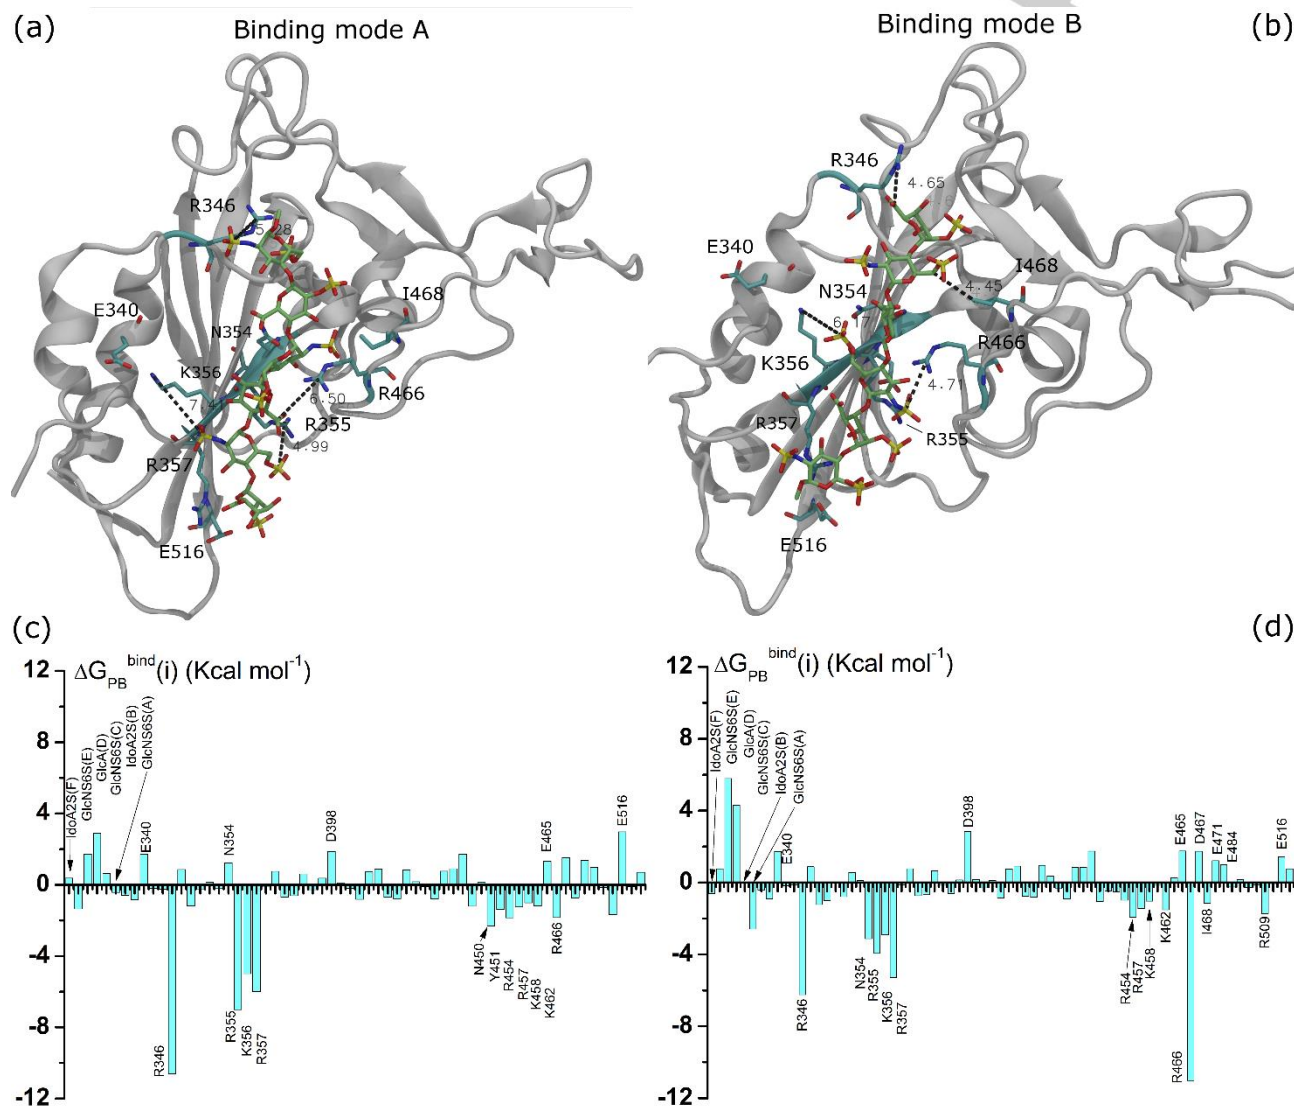 (a)
Binding mode A
Binding mode B
(b)
R346
5.28
E340
I468
N354
K356
R466
7.41
6.50
R355
4.99
R357
E516
R346
4.65
E340
I468
N354
4.45
6.17
K356
R466
4.71
R357
R355
E516
(c)
12
8
4
0
-4
-8
-12
ΔG_PB^bind(i) (Kcal mol⁻¹)
IdoA2S(F)
GlcNS6S(E)
GlcA(D)
GlcNS6S(C)
IdoA2S(B)
GlcNS6S(A)
E340
R346
N354
R355
K356
R357
D398
N450
Y451
R454
R457
K458
K462
E465
R466
E516
(d)
12
8
4
0
-4
-8
-12
ΔG_PB^bind(i) (Kcal mol⁻¹)
IdoA2S(F)
GlcNS6S(E)
GlcA(D)
GlcNS6S(C)
IdoA2S(B)
GlcNS6S(A)
E340
R346
N354
R355
K356
R357
D398
R454
R457
K458
K462
E465
R466
D467
I468
E471
E484
R509
E516